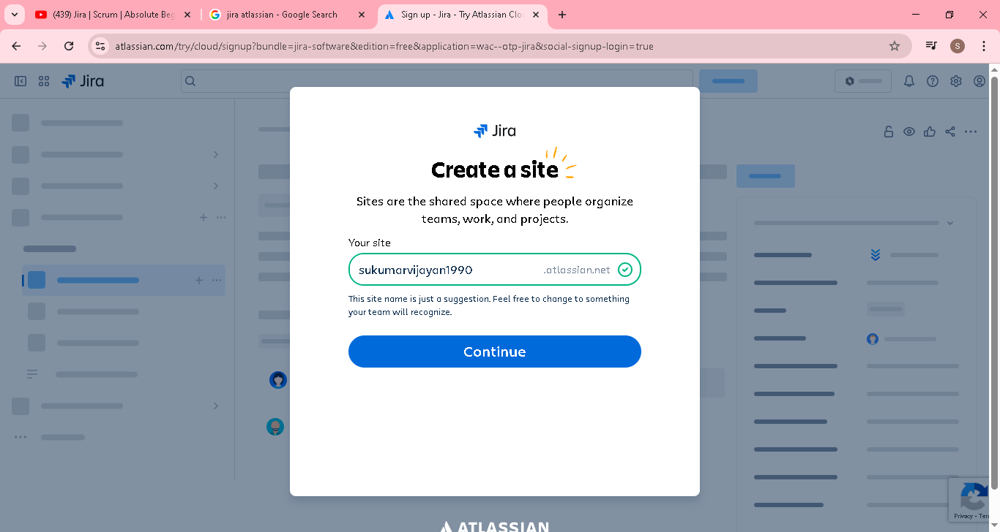 (439) Jira | Scrum | Absolute Beg
jira atlassian - Google Search
Sign up - Jira - Try Atlassian Clou
atlassian.com/try/cloud/signup?bundle=jira-software&edition=free&application=wac--otp-jira&social-signup-login=true
S
Jira
Jira
Create a site
Sites are the shared space where people organize
teams, work, and projects.
Your site
sukumarvijayan1990
.atlassian.net
This site name is just a suggestion. Feel free to change to something
your team will recognize.
Continue
Privacy - Terr
ATLASSIAN